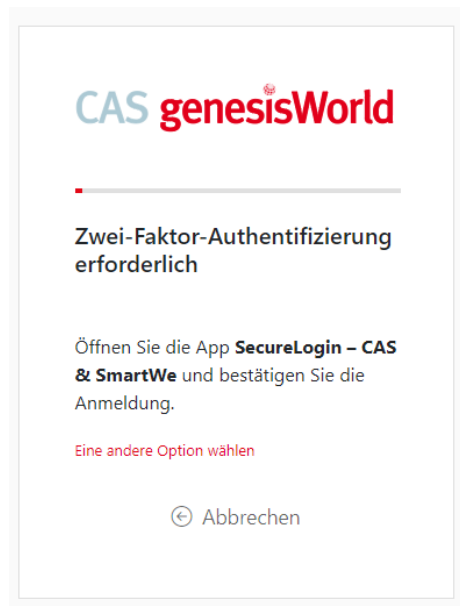 CAS genesisWorld
Zwei-Faktor-Authentifizierung
erforderlich
Öffnen Sie die App SecureLogin – CAS
& SmartWe und bestätigen Sie die
Anmeldung.
Eine andere Option wählen
Abbrechen